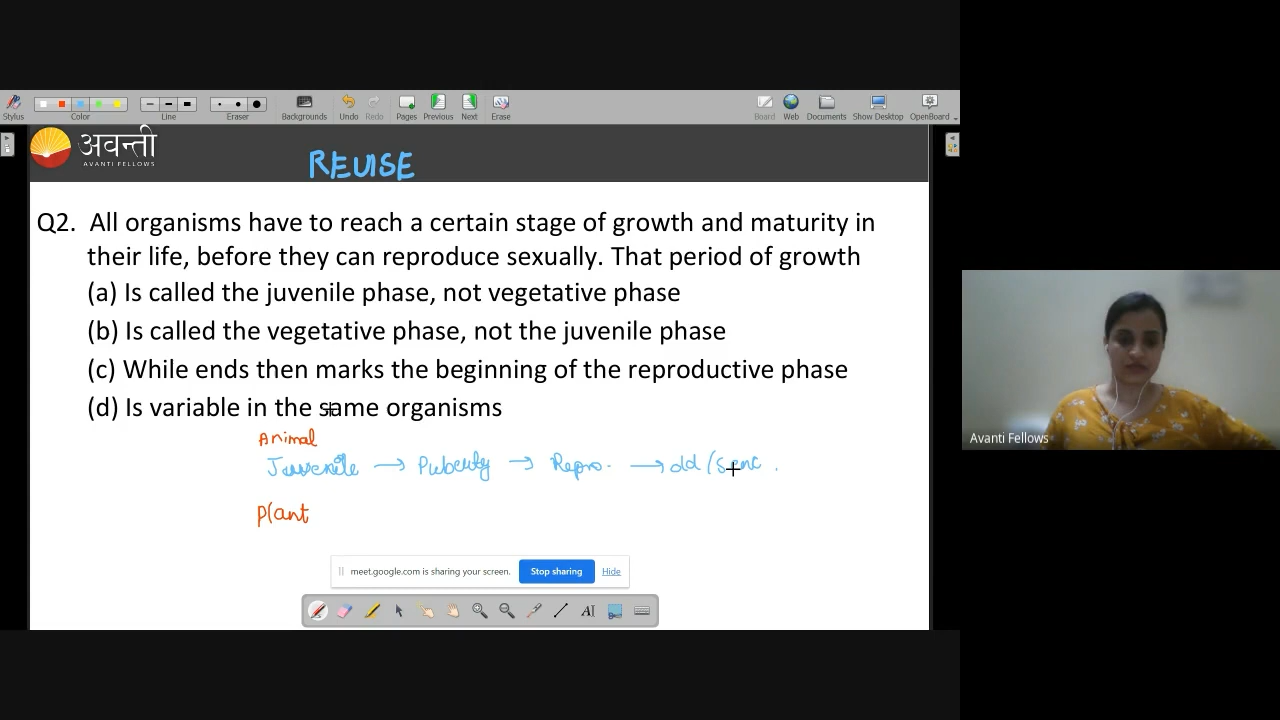 Stylus Color Line Eraser Backgrounds Undo Redo Pages Previous Next Erase Board Web Documents Show Desktop OpenBoard
अवन्ती
AVANTI FELLOWS
REVISE
Q2. All organisms have to reach a certain stage of growth and maturity in
their life, before they can reproduce sexually. That period of growth
(a) Is called the juvenile phase, not vegetative phase
(b) Is called the vegetative phase, not the juvenile phase
(c) While ends then marks the beginning of the reproductive phase
(d) Is variable in the same organisms
Animal
Juvenile → Puberty → Repro. → old / Senc .
Plant
meet.google.com is sharing your screen. Stop sharing Hide
Avanti Fellows